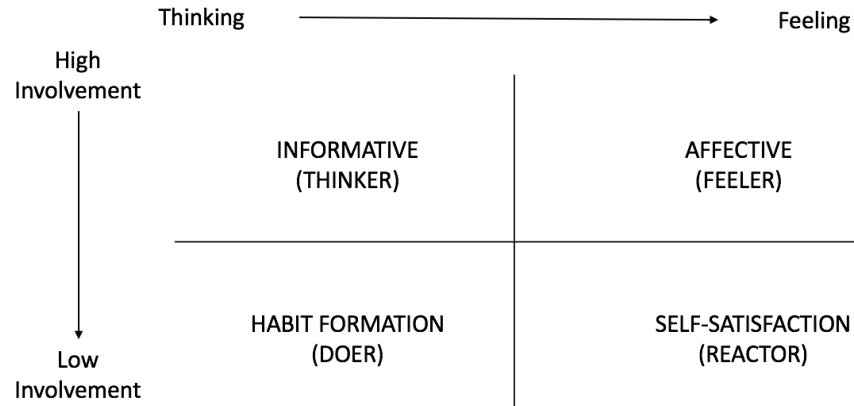 Thinking
Feeling
High
Involvement
INFORMATIVE
(THINKER)
AFFECTIVE
(FEELER)
HABIT FORMATION
(DOER)
SELF-SATISFACTION
(REACTOR)
Low
Involvement